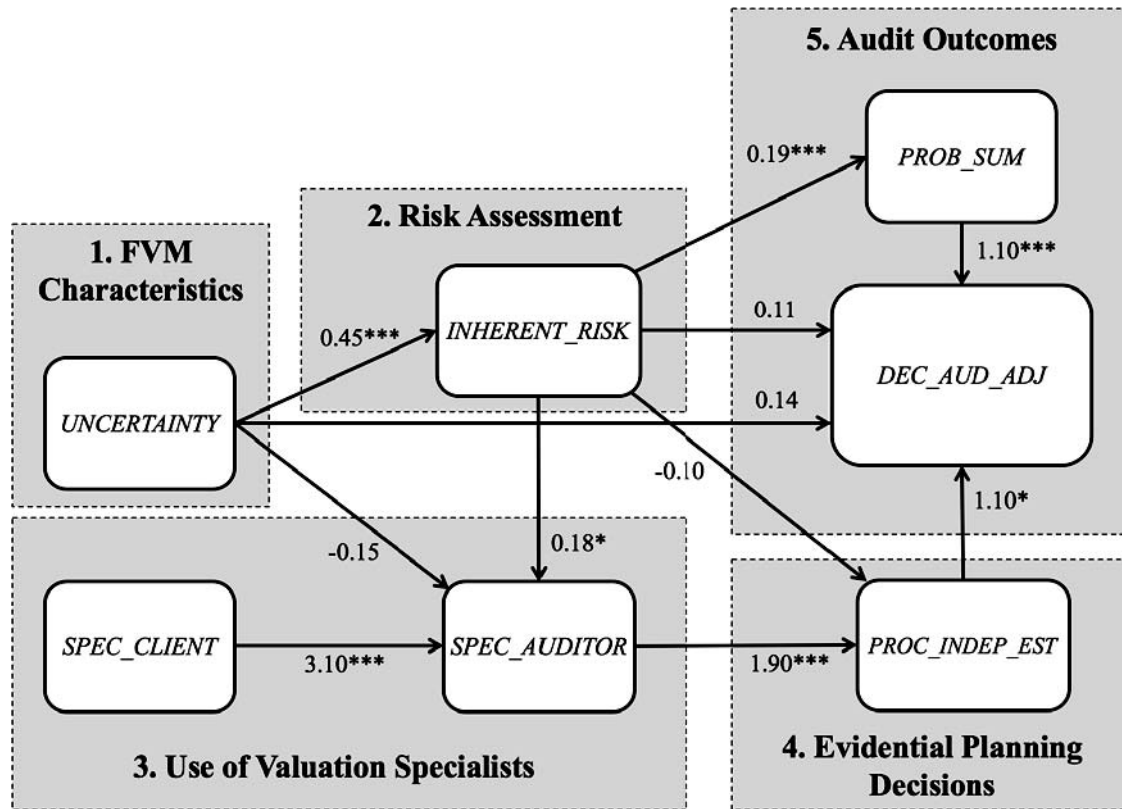 5. Audit Outcomes
PROB_SUM
0.19***
2. Risk Assessment
1. FVM
Characteristics
1.10***
INHERENT_RISK
0.45***
0.11
DEC_AUD_ADJ
UNCERTAINTY
0.14
-0.10
1.10*
-0.15
0.18*
SPEC_CLIENT
SPEC_AUDITOR
PROC_INDEP_EST
3.10***
1.90***
3. Use of Valuation Specialists
4. Evidential Planning
Decisions